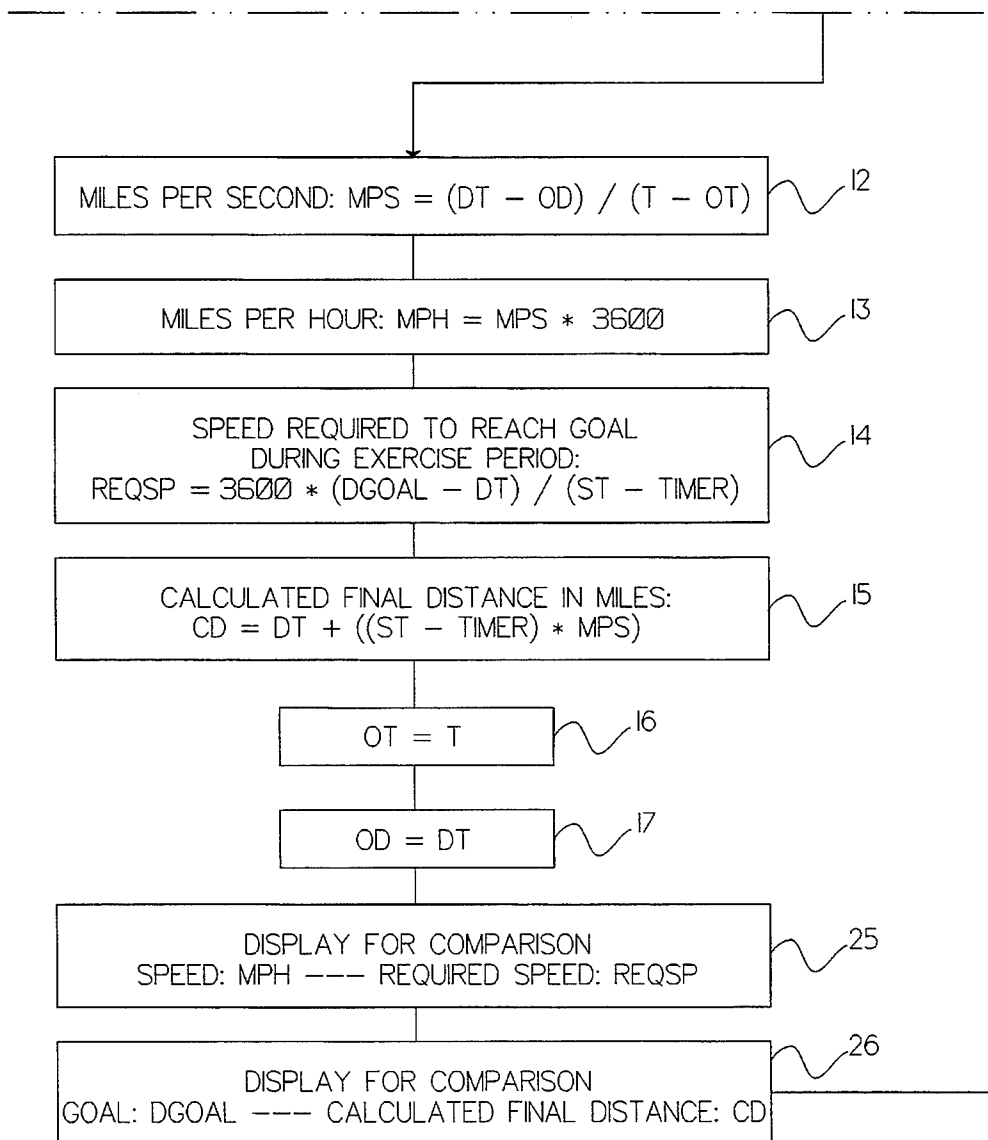 MILES PER SECOND: MPS = (DT - OD) / (T - OT)
12
MILES PER HOUR: MPH = MPS * 3600
13
SPEED REQUIRED TO REACH GOAL
DURING EXERCISE PERIOD:
REQSP = 3600 * (DGOAL - DT) / (ST - TIMER)
14
CALCULATED FINAL DISTANCE IN MILES:
CD = DT + ((ST - TIMER) * MPS)
15
OT = T
16
OD = DT
17
DISPLAY FOR COMPARISON
SPEED: MPH --- REQUIRED SPEED: REQSP
25
DISPLAY FOR COMPARISON
GOAL: DGOAL --- CALCULATED FINAL DISTANCE: CD
26